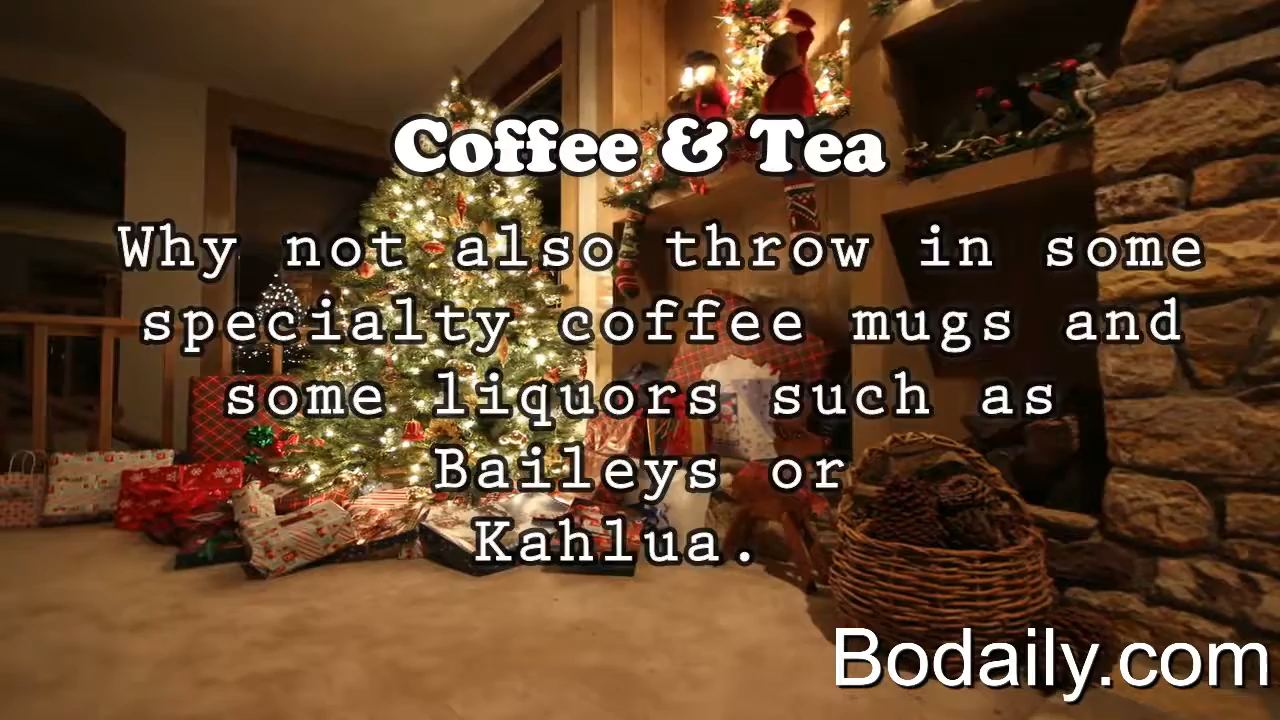 Coffee & Tea
Why not also throw in some
specialty coffee mugs and
some liquors such as
Baileys or
Kahlua.
Bodaily.com